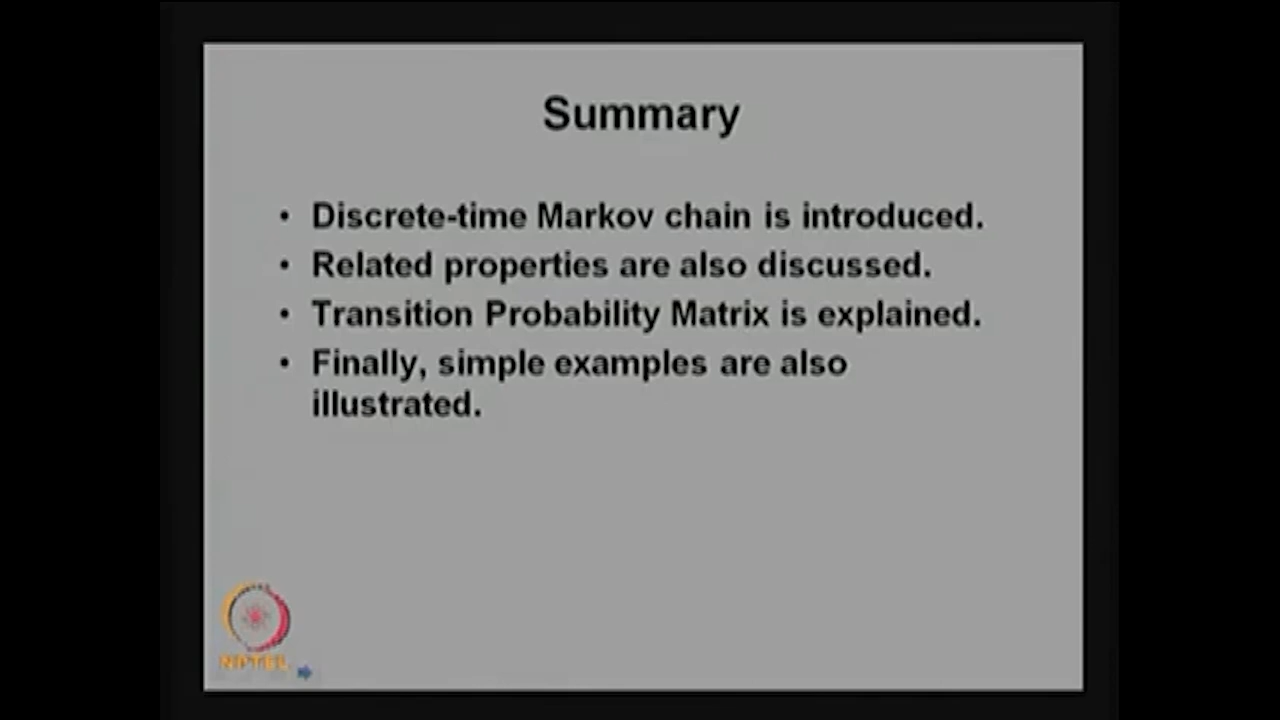 Summary
• Discrete-time Markov chain is introduced.
• Related properties are also discussed.
• Transition Probability Matrix is explained.
• Finally, simple examples are also
illustrated.
NPTEL